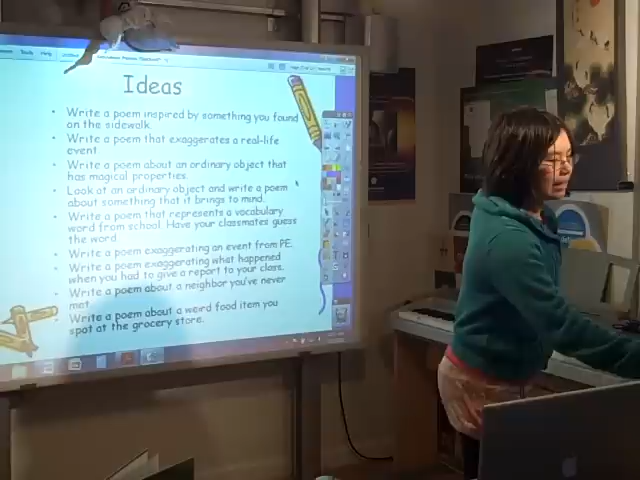 Tools Help
Ideas
Write a poem inspired by something you found
on the sidewalk.
Write a poem that exaggerates a real-life
event
Write a poem about an ordinary object that
has magical properties.
Look at an ordinary object and write a poem
about something that it brings to mind.
Write a poem that represents a vocabulary
word from school. Have your classmates guess
the word.
Write a poem exaggerating an event from PE.
Write a poem exaggerating what happened
when you had to give a report to your class.
Write a poem about a neighbor you've never
met.
Write a poem about a weird food item you
spot at the grocery store.